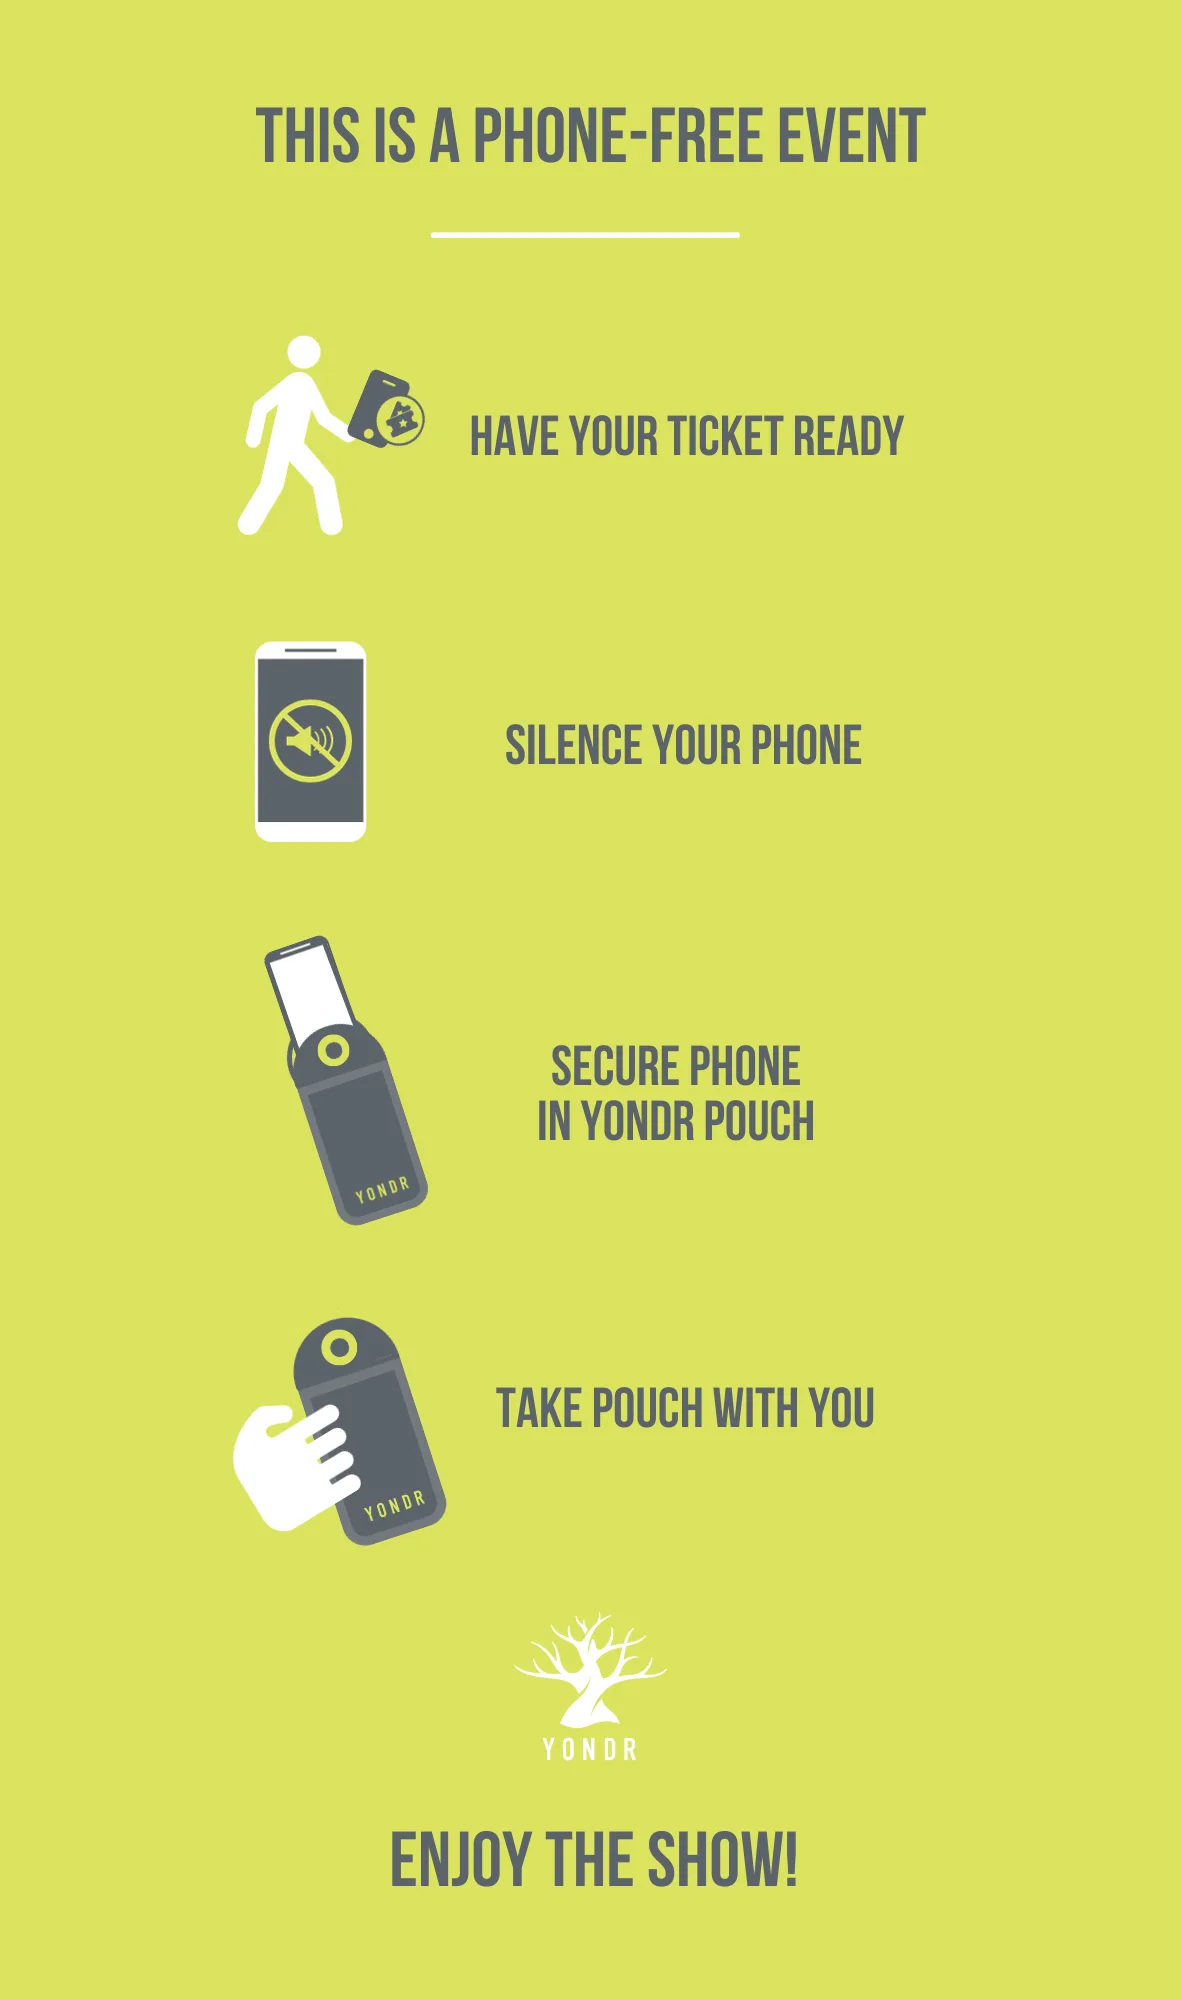 THIS IS A PHONE-FREE EVENT
HAVE YOUR TICKET READY
SILENCE YOUR PHONE
SECURE PHONE
IN YONDR POUCH
YONDR
TAKE POUCH WITH YOU
YONDR
YONDR
ENJOY THE SHOW!